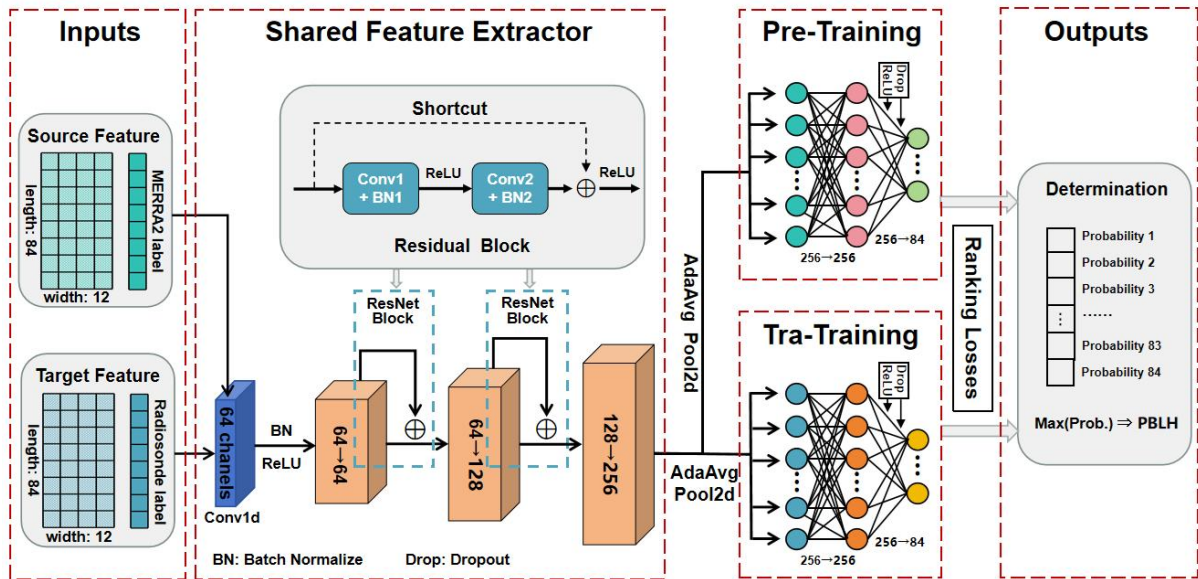 Inputs
Source Feature
length: 84
MERRA2 label
width: 12
Target Feature
length: 84
Radiosonde label
width: 12
Shared Feature Extractor
Shortcut
Conv1
+ BN1
ReLU
Conv2
+ BN2
ReLU
Residual Block
ResNet
Block
ResNet
Block
64 channels
Conv1d
BN
ReLU
64→64
64→128
128→256
BN: Batch Normalize
Drop: Dropout
AdaAvg Pool2d
AdaAvg
Pool2d
Pre-Training
Drop
ReLU
256→256
256→84
Tra-Training
Drop
ReLU
256→256
256→84
Ranking Losses
Outputs
Determination
Probability 1
Probability 2
Probability 3
⋮
······
Probability 83
Probability 84
Max(Prob.) ⇒ PBLH